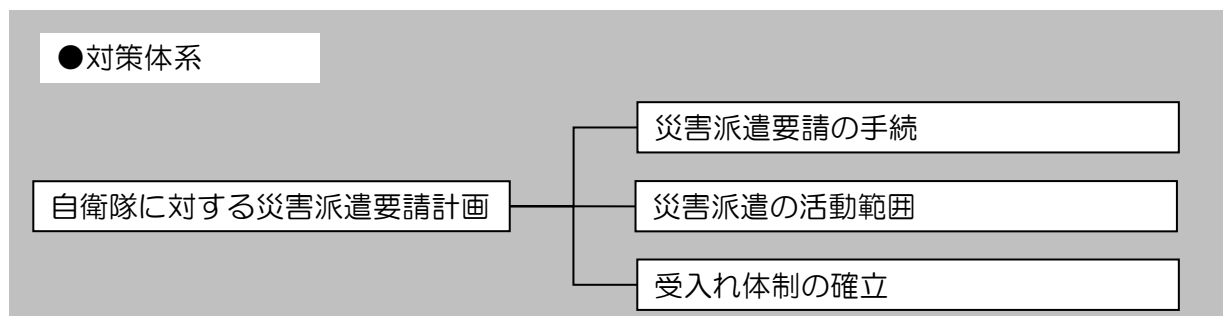 ●対策体系
自衛隊に対する災害派遣要請計画
災害派遣要請の手続
災害派遣の活動範囲
受入れ体制の確立